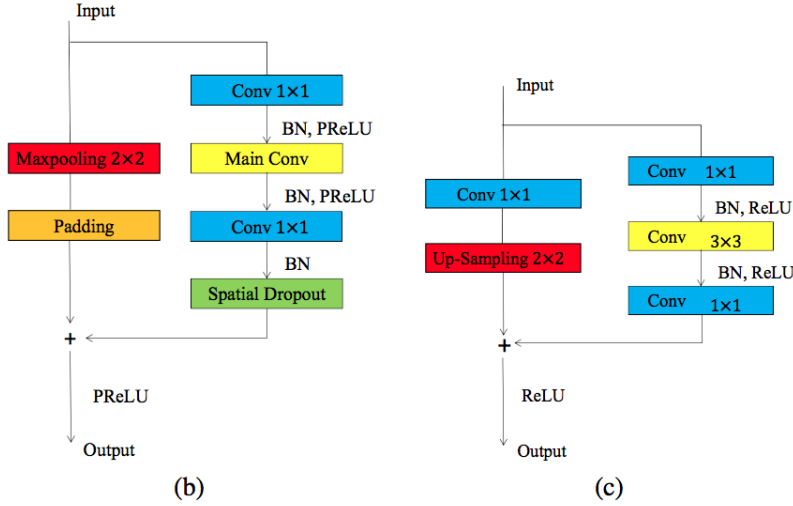 Input
Conv 1×1
BN, PReLU
Maxpooling 2×2
Main Conv
BN, PReLU
Padding
Conv 1×1
BN
Spatial Dropout
+
PReLU
Output
(b)
Input
Conv 1×1
BN, ReLU
Conv 1×1
Conv 3×3
Up-Sampling 2×2
BN, ReLU
Conv 1×1
+
ReLU
Output
(c)